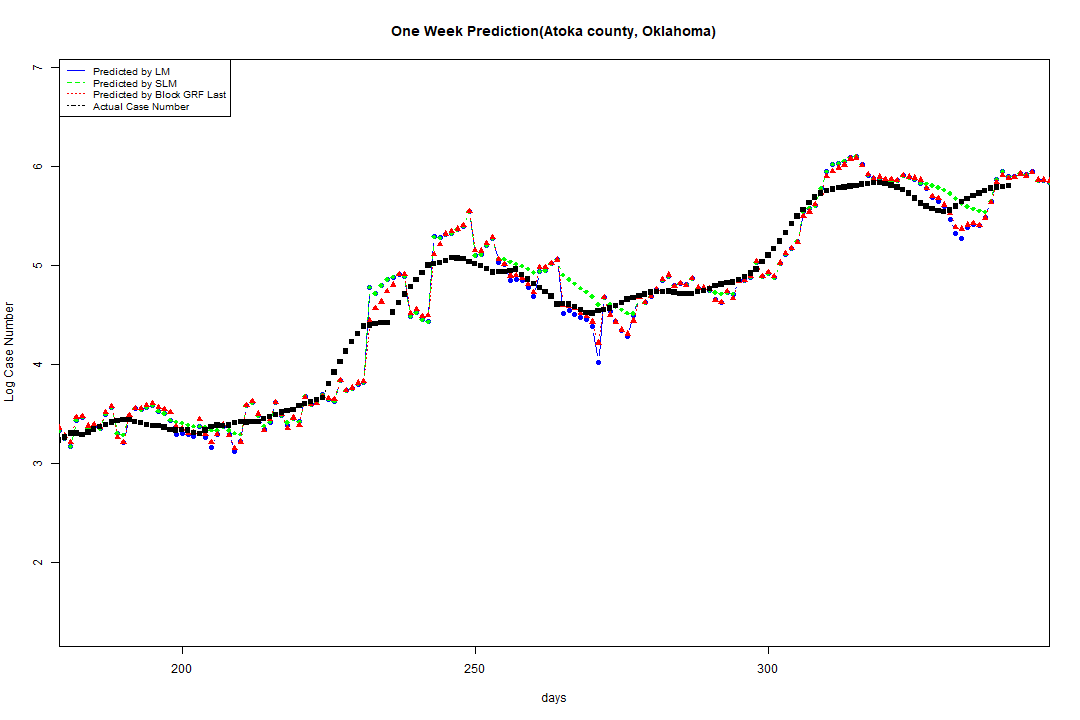 One Week Prediction(Atoka county, Oklahoma)
Predicted by LM
Predicted by SLM
Predicted by Block GRF Last
Actual Case Number
7
6
5
4
3
2
Log Case Number
200 250 300
days